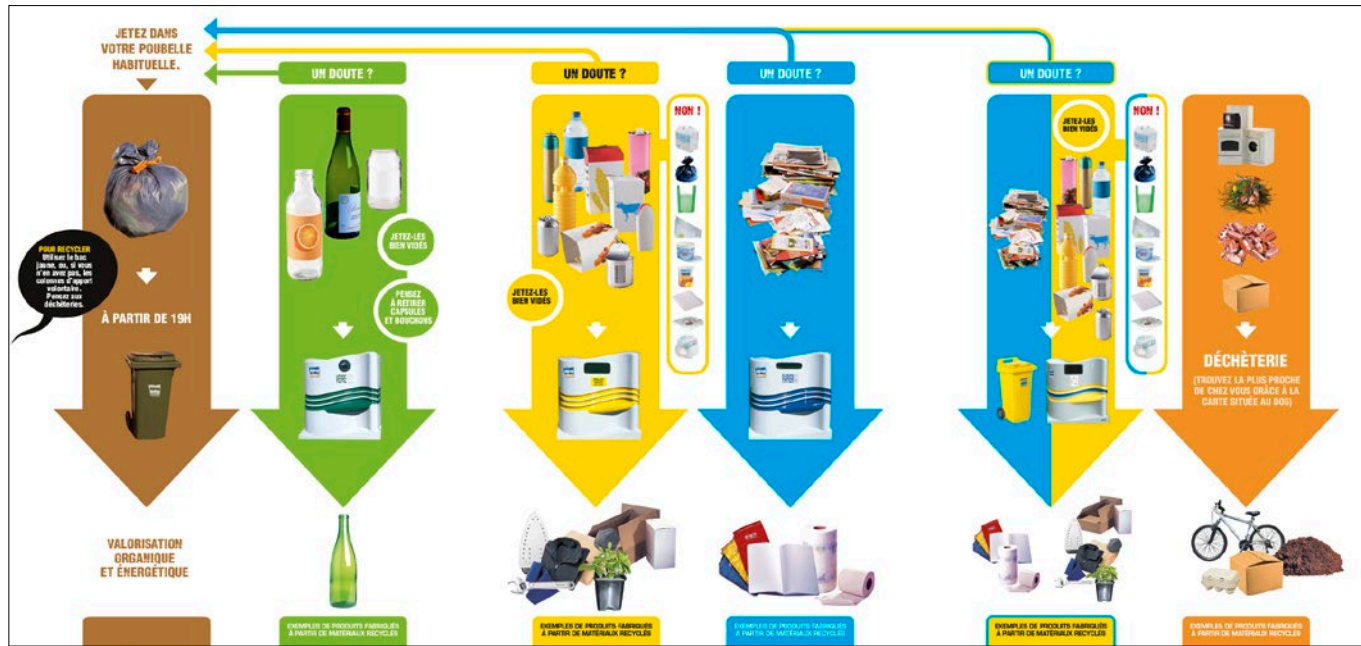 JETEZ DANS
VOTRE POUBELLE
HABITUELLE.
UN DOUTE ?
UN DOUTE ?
UN DOUTE ?
UN DOUTE ?
NON !
JETEZ-LES
BIEN VIDÉS
NON !
POUR RECYCLER
Utilisez le bac
jaune, ou, si vous
n'en avez pas, les
colonnes d'apport
volontaire.
Pensez aux
déchèteries.
JETEZ-LES
BIEN VIDÉS
PENSEZ
À RETIRER
CAPSULES
ET BOUCHONS
JETEZ-LES
BIEN VIDÉS
À PARTIR DE 19H
DÉCHÈTERIE
(TROUVEZ LA PLUS PROCHE
DE CHEZ VOUS GRÂCE À LA
CARTE SITUÉE AU DOS)
VALORISATION
ORGANIQUE
ET ÉNERGÉTIQUE
EXEMPLES DE PRODUITS FABRIQUÉS
À PARTIR DE MATÉRIAUX RECYCLÉS
EXEMPLES DE PRODUITS FABRIQUÉS
À PARTIR DE MATÉRIAUX RECYCLÉS
EXEMPLES DE PRODUITS FABRIQUÉS
À PARTIR DE MATÉRIAUX RECYCLÉS
EXEMPLES DE PRODUITS FABRIQUÉS
À PARTIR DE MATÉRIAUX RECYCLÉS
EXEMPLES DE PRODUITS FABRIQUÉS
À PARTIR DE MATÉRIAUX RECYCLÉS